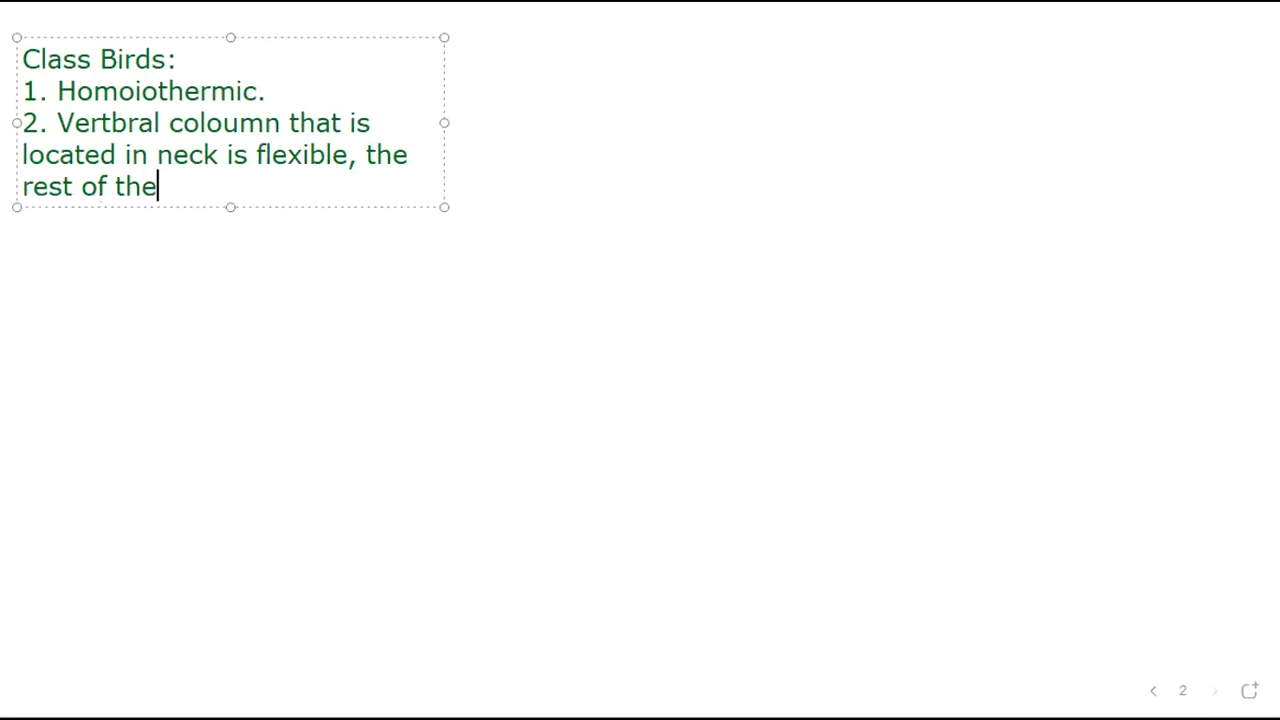 Class Birds:
1. Homoiothermic.
2. Vertbral coloumn that is
located in neck is flexible, the
rest of the
2